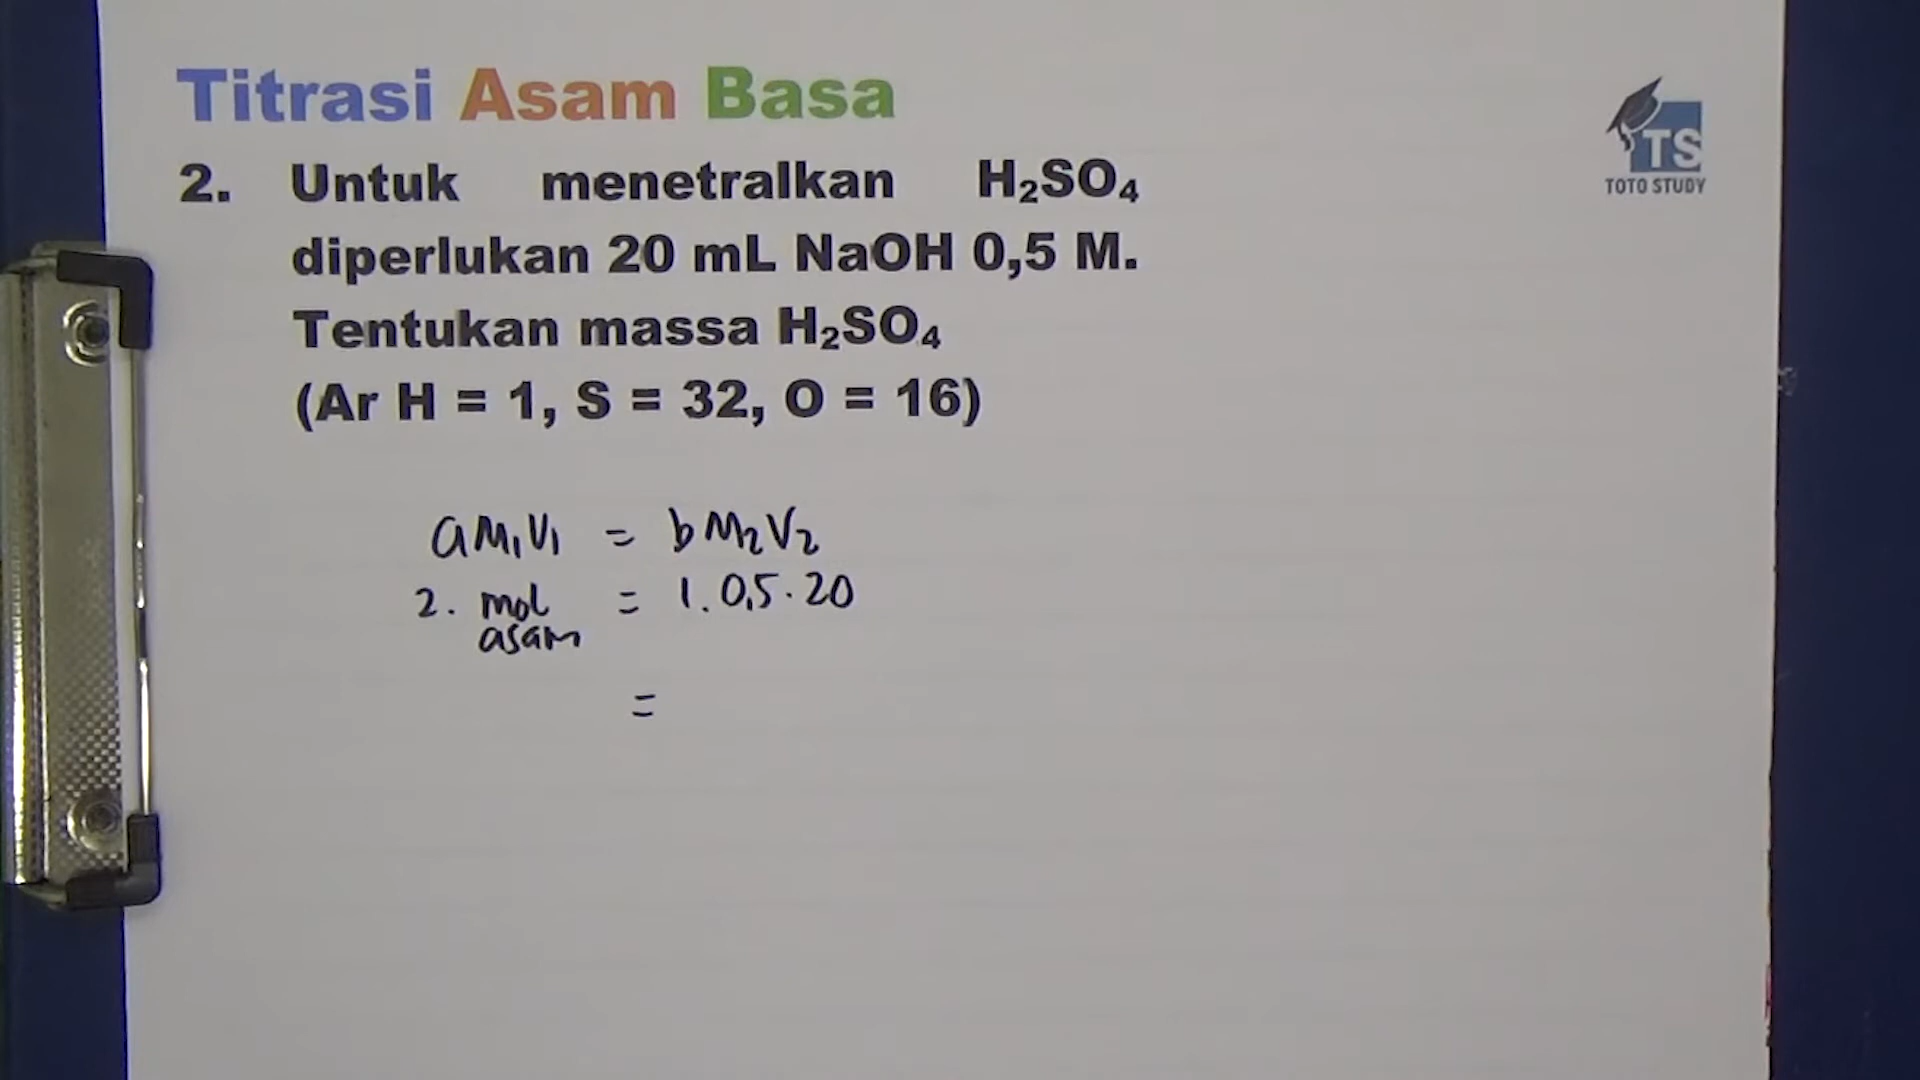 Titrasi Asam Basa
TS
TOTO STUDY
2. Untuk menetralkan H₂SO₄
diperlukan 20 mL NaOH 0,5 M.
Tentukan massa H₂SO₄
(Ar H = 1, S = 32, O = 16)
aM₁V₁ = bM₂V₂
2. mol = 1. 0,5 . 20
asam
=